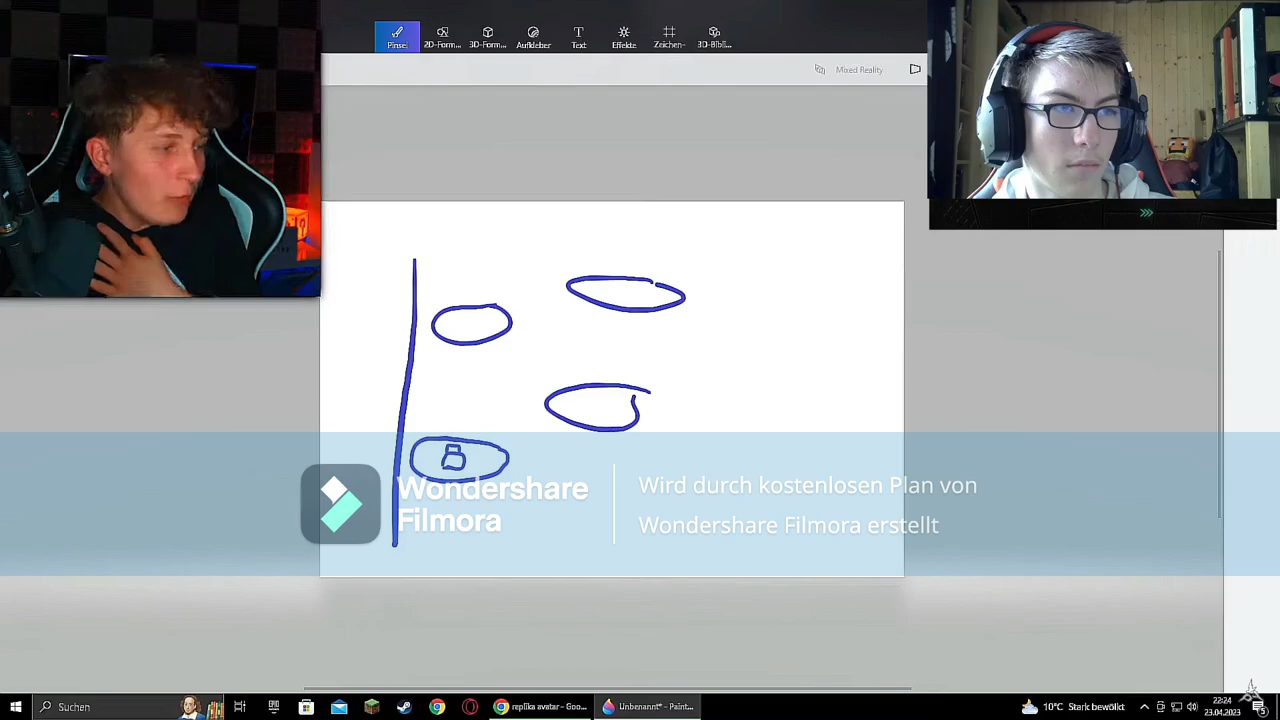 Pinsel
2D-Form...
3D-Form...
Aufkleber
Text
Effekte
Zeichen-
3D-Bibli...
Mixed Reality
Wondershare
Filmora
Wird durch kostenlosen Plan von
Wondershare Filmora erstellt
Suchen
replika avatar - Goo...
Unbenannt* - Paint...
10°C Stark bewölkt
22:24
23.04.2023
5